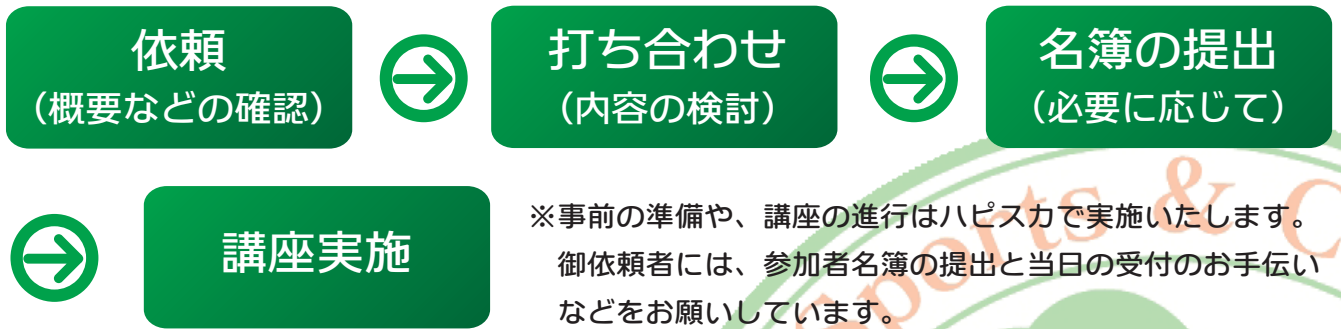 依頼
（概要などの確認）
打ち合わせ
（内容の検討）
名簿の提出
（必要に応じて）
講座実施
※事前の準備や、講座の進行はハピスカで実施いたします。
御依頼者には、参加者名簿の提出と当日の受付のお手伝い
などをお願いしています。
Sports & C